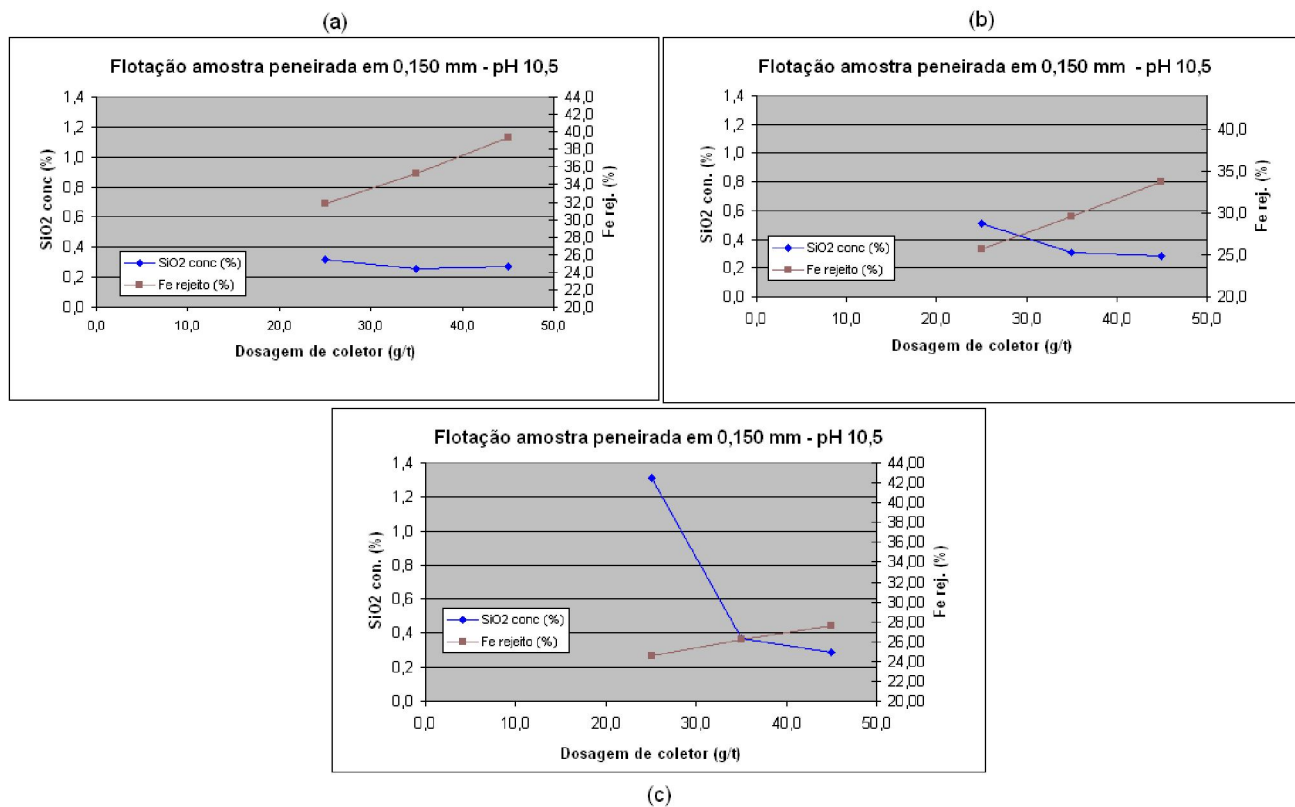 (a)
Flotação amostra peneirada em 0,150 mm - pH 10,5
1,4
1,2
1,0
0,8
0,6
0,4
0,2
0,0
SiO2 conc (%)
44,0
42,0
40,0
38,0
36,0
34,0
32,0
30,0
28,0
26,0
24,0
22,0
20,0
Fe rej. (%)
SiO2 conc (%)
Fe rejeito (%)
0,0 10,0 20,0 30,0 40,0 50,0
Dosagem de coletor (g/t)
(b)
Flotação amostra peneirada em 0,150 mm - pH 10,5
1,4
1,2
1,0
0,8
0,6
0,4
0,2
0,0
SiO2 con. (%)
40,0
35,0
30,0
25,0
20,0
Fe rej. (%)
SiO2 conc (%)
Fe rejeito (%)
0,0 10,0 20,0 30,0 40,0 50,0
Dosagem de coletor (g/t)
Flotação amostra peneirada em 0,150 mm - pH 10,5
1,4
1,2
1,0
0,8
0,6
0,4
0,2
0,0
SiO2 con. (%)
44,00
42,00
40,00
38,00
36,00
34,00
32,00
30,00
28,00
26,00
24,00
22,00
20,00
Fe rej. (%)
SiO2 conc (%)
Fe rejeito (%)
0,0 10,0 20,0 30,0 40,0 50,0
Dosagem de coletor (g/t)
(c)